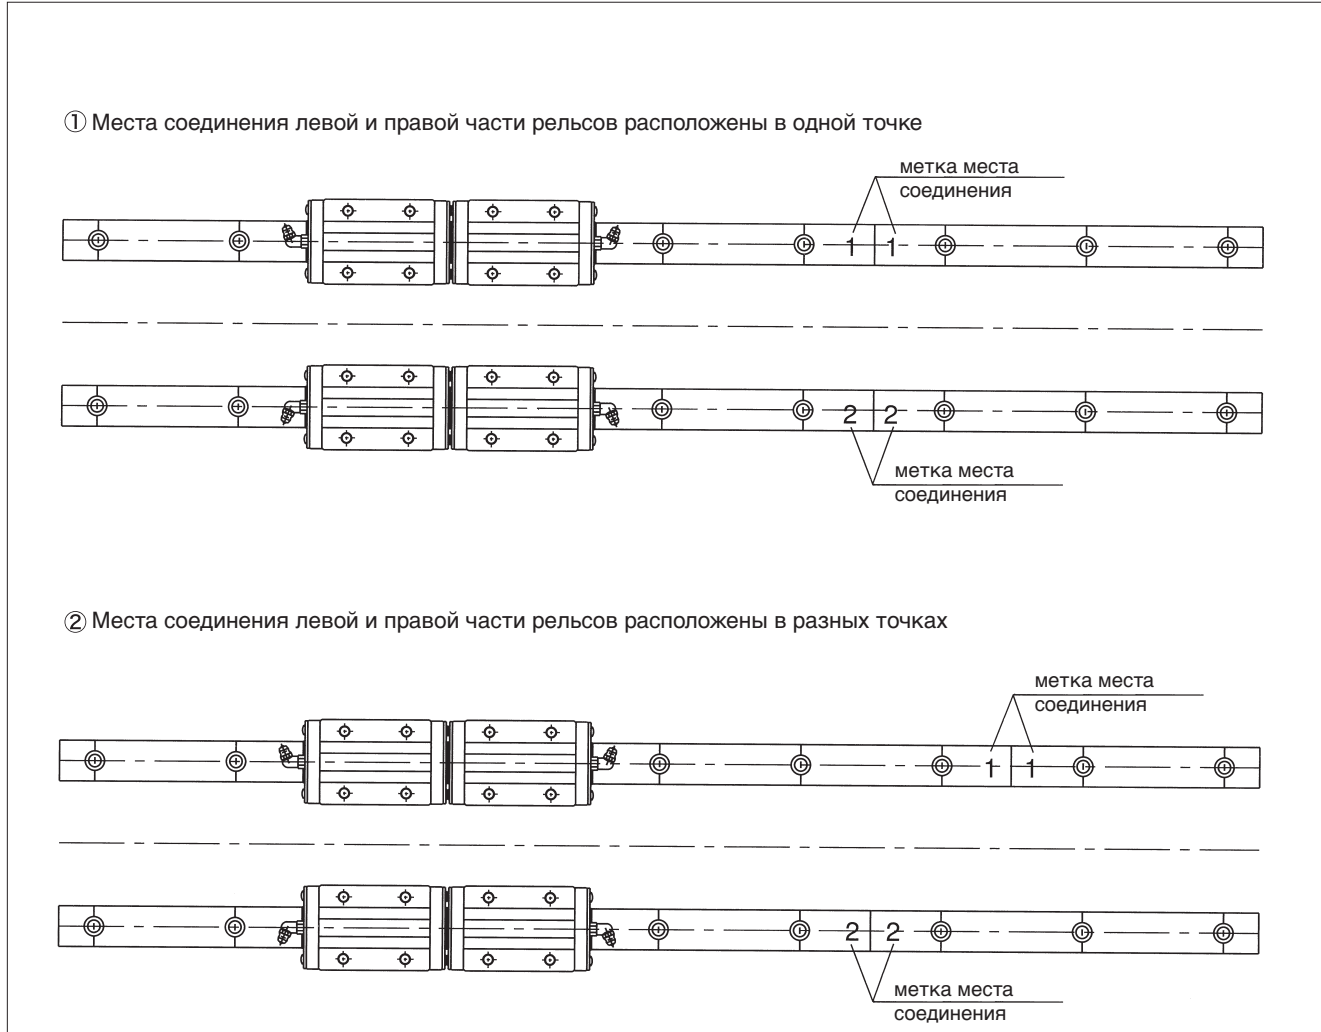 ① Места соединения левой и правой части рельсов расположены в одной точке
метка места
соединения
1 1
2 2
метка места
соединения
② Места соединения левой и правой части рельсов расположены в разных точках
метка места
соединения
1 1
2 2
метка места
соединения